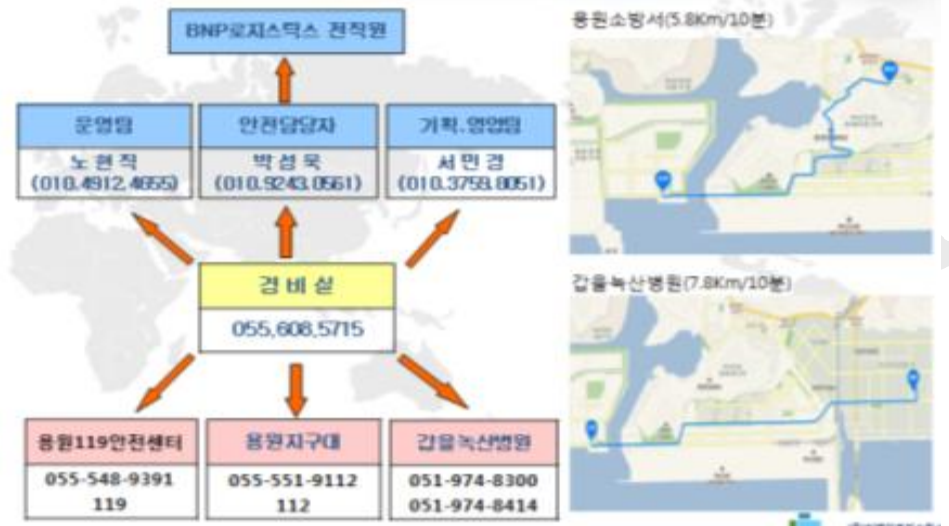 BNP로지스틱스 전직원
운영팀
노 현 직
(010.4912.4655)
안전담당자
박 섬 욱
(010.9243.0561)
기획.영업팀
서 민 경
(010.3759.8051)
경 비 실
055.608.5715
용원119안전센터
055-548-9391
119
용원지구대
055-551-9112
112
갑을녹산병원
051-974-8300
051-974-8414
용원소방서(5.8Km/10분)
갑을녹산병원(7.8Km/10분)